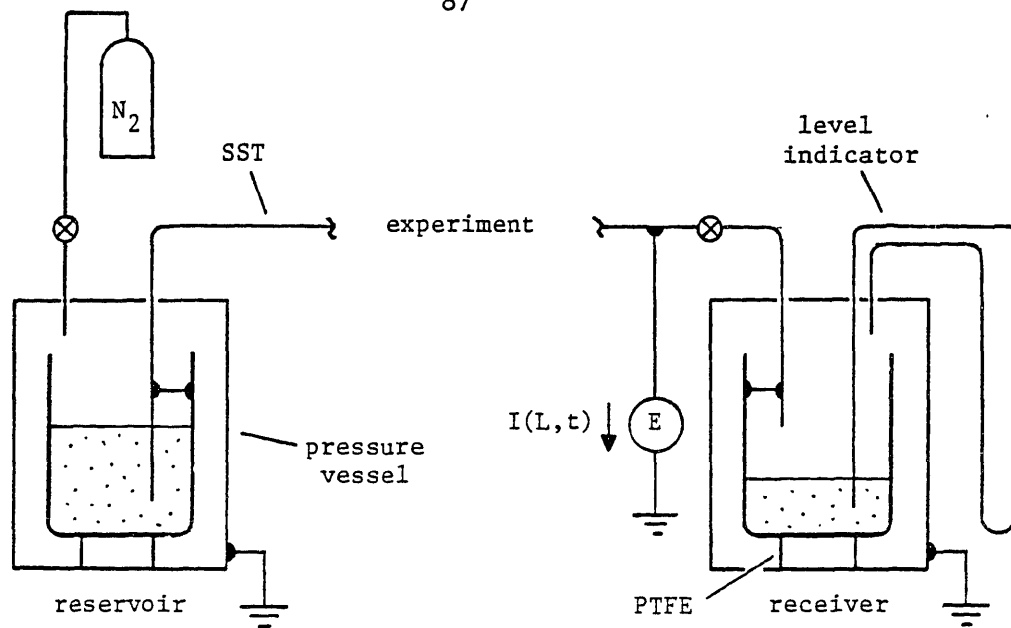 87
N2
SST
level
indicator
experiment
I(L,t)
E
pressure
vessel
reservoir
PTFE
receiver